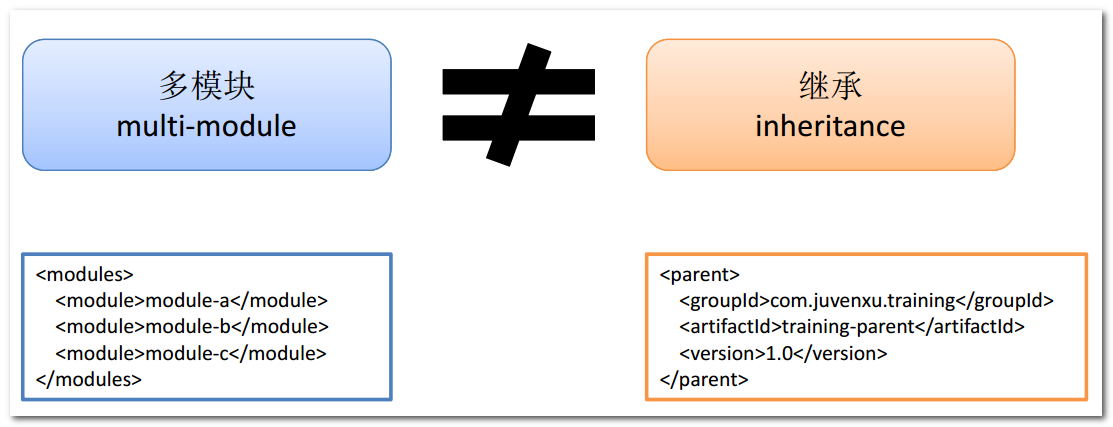 多模块
multi-module
≠
继承
inheritance
<modules>
<module>module-a</module>
<module>module-b</module>
<module>module-c</module>
</modules>
<parent>
<groupId>com.juvenxu.training</groupId>
<artifactId>training-parent</artifactId>
<version>1.0</version>
</parent>